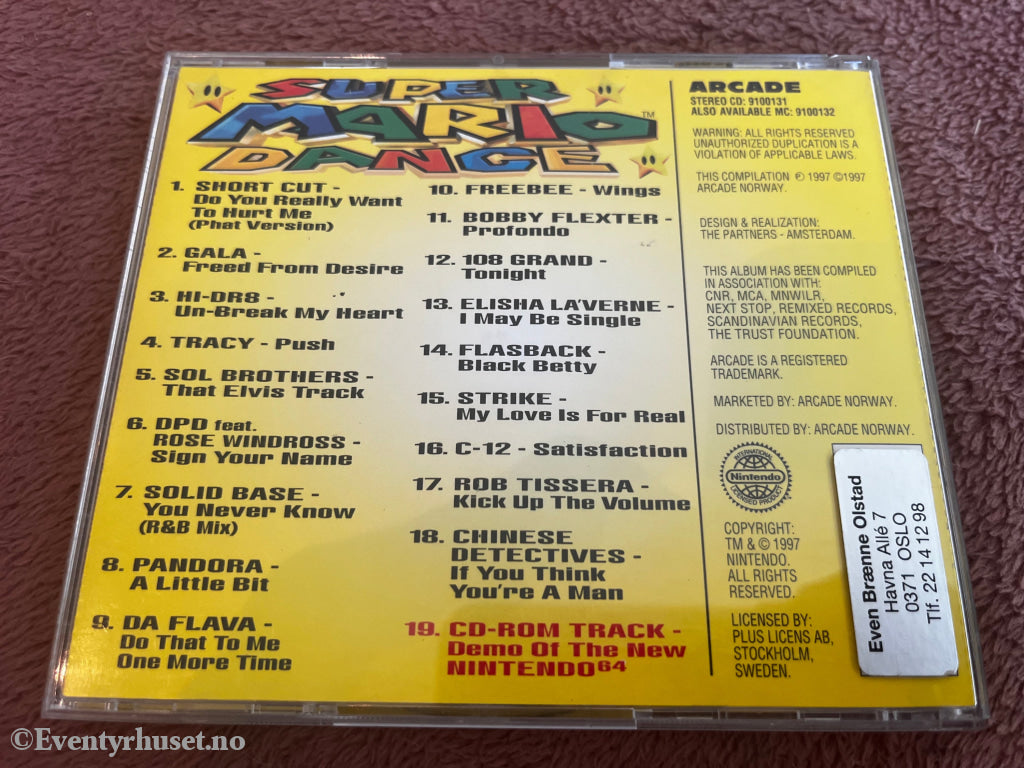 SUPER
MARIO™
DANCE
1. SHORT CUT -
Do You Really Want
To Hurt Me
(Phat Version)
2. GALA -
Freed From Desire
3. HI-DR8 -
Un-Break My Heart
4. TRACY - Push
5. SOL BROTHERS -
That Elvis Track
6. DPD feat.
ROSE WINDROSS -
Sign Your Name
7. SOLID BASE -
You Never Know
(R&B Mix)
8. PANDORA -
A Little Bit
9. DA FLAVA -
Do That To Me
One More Time
10. FREEBEE - Wings
11. BOBBY FLEXTER -
Profondo
12. 108 GRAND -
Tonight
13. ELISHA LA'VERNE -
I May Be Single
14. FLASBACK -
Black Betty
15. STRIKE -
My Love Is For Real
16. C-12 - Satisfaction
17. ROB TISSERA -
Kick Up The Volume
18. CHINESE
DETECTIVES -
If You Think
You're A Man
19. CD-ROM TRACK -
Demo Of The New
NINTENDO64
ARCADE
STEREO CD: 9100131
ALSO AVAILABLE MC: 9100132
WARNING: ALL RIGHTS RESERVED
UNAUTHORIZED DUPLICATION IS A
VIOLATION OF APPLICABLE LAWS.
THIS COMPILATION ℗ 1997 ©1997
ARCADE NORWAY.
DESIGN & REALIZATION:
THE PARTNERS - AMSTERDAM.
THIS ALBUM HAS BEEN COMPILED
IN ASSOCIATION WITH:
CNR, MCA, MNWILR,
NEXT STOP, REMIXED RECORDS,
SCANDINAVIAN RECORDS,
THE TRUST FOUNDATION.
ARCADE IS A REGISTERED
TRADEMARK.
MARKETED BY: ARCADE NORWAY.
DISTRIBUTED BY: ARCADE NORWAY.
INTERNATIONAL
Nintendo
LICENSED PRODUCT
COPYRIGHT:
TM & © 1997
NINTENDO.
ALL RIGHTS
RESERVED.
LICENSED BY:
PLUS LICENS AB,
STOCKHOLM,
SWEDEN.
Even Brænne Olstad
Havna Allé 7
0371 OSLO
Tlf. 22 14 12 98
©Eventyrhuset.no